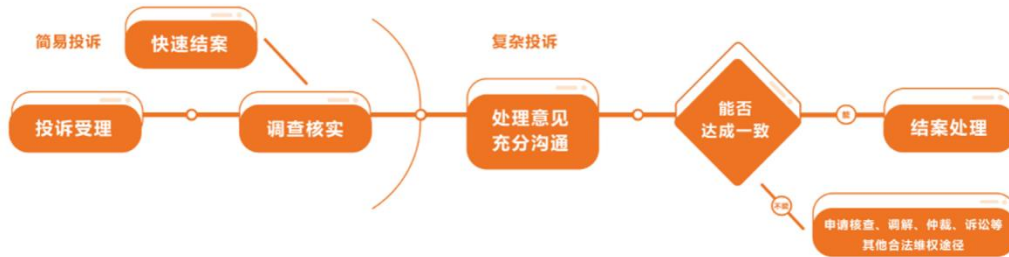 简易投诉
快速结案
复杂投诉
投诉受理
调查核实
处理意见
充分沟通
能否
达成一致
能
结案处理
不能
申请核查、调解、仲裁、诉讼等
其他合法维权途径